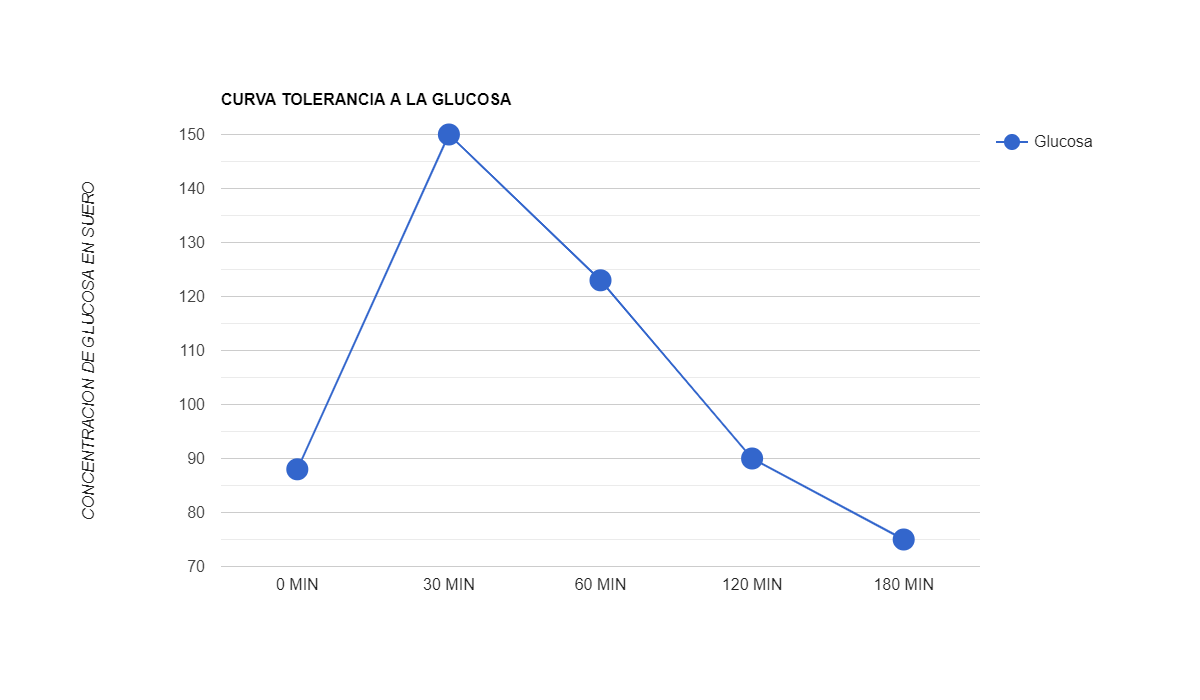 CURVA TOLERANCIA A LA GLUCOSA
Glucosa
CONCENTRACION DE GLUCOSA EN SUERO
150
140
130
120
110
100
90
80
70
0 MIN
30 MIN
60 MIN
120 MIN
180 MIN